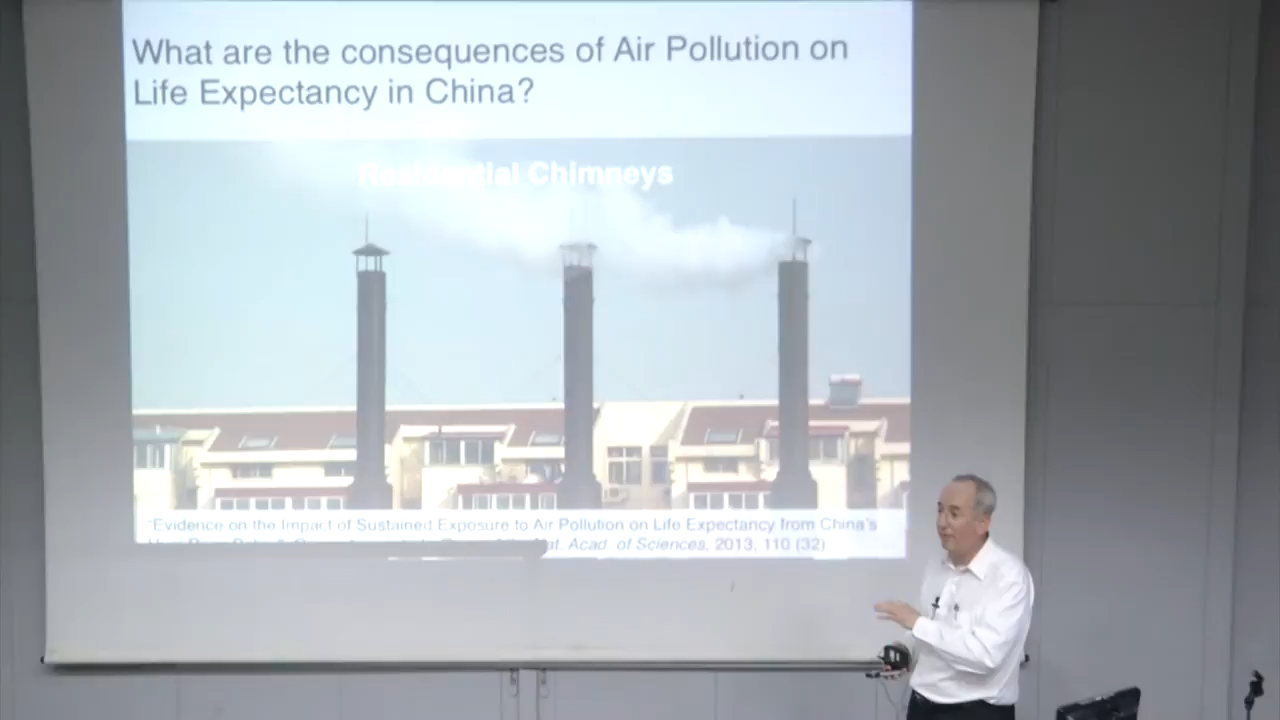 What are the consequences of Air Pollution on
Life Expectancy in China?
Residential Chimneys
"Evidence on the Impact of Sustained Exposure to Air Pollution on Life Expectancy from China's
Acad. of Sciences, 2013, 110 (32)